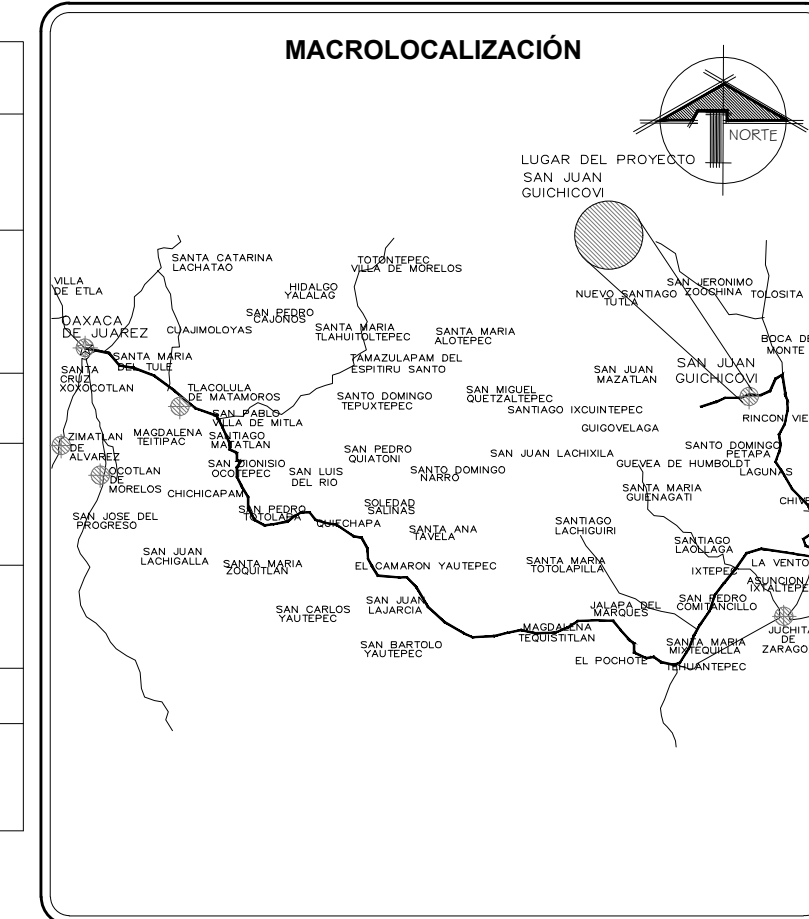 MACROLOCALIZACIÓN
NORTE
LUGAR DEL PROYECTO
SAN JUAN
GUICHICOVI
SANTA CATARINA
LACHATAO
TOTONTEPEC
VILLA DE MORELOS
VILLA
DE ETLA
HIDALGO
YALALAG
SAN JERONIMO
ZOOCHINA
NUEVO SANTIAGO
TUTLA
TOLOSITA
OAXACA
DE JUAREZ
CUAJIMOLOYAS
SAN PEDRO
CAJONOS
SANTA MARIA
TLAHUITOLTEPEC
SANTA MARIA
ALOTEPEC
BOCA DE
MONTE
SANTA MARIA
DEL TULE
TAMAZULAPAM DEL
ESPITIRU SANTO
SAN JUAN
MAZATLAN
SAN JUAN
GUICHICOVI
SANTA
CRUZ
XOXOCOTLAN
TLACOLULA
DE MATAMOROS
SANTO DOMINGO
TEPUXTEPEC
SAN MIGUEL
QUETZALTEPEC
SANTIAGO IXCUINTEPEC
SAN PABLO
VILLA DE MITLA
RINCON VIE
GUIGOVELAGA
ZIMATLAN
DE
ALVAREZ
MAGDALENA
TEITIPAC
SANTIAGO
MATATLAN
SAN PEDRO
QUIATONI
SAN JUAN LACHIXILA
SANTO DOMINGO
PETAPA
LAGUNAS
GUEVEA DE HUMBOLDT
OCOTLAN
DE
MORELOS
SAN DIONISIO
OCOTEPEC
SAN LUIS
DEL RIO
SANTO DOMINGO
NARRO
CHICHICAPAM
SANTA MARIA
GUIENAGATI
CHIVE
SAN JOSE DEL
PROGRESO
SAN PEDRO
TOTOLAPA
QUIECHAPA
SOLEDAD
SALINAS
SANTA ANA
TAVELA
SANTIAGO
LACHIGUIRI
SANTIAGO
LAOLLAGA
SAN JUAN
LACHIGALLA
SANTA MARIA
ZOQUITLAN
EL CAMARON YAUTEPEC
SANTA MARIA
TOTOLAPILLA
IXTEPEC
LA VENTO
ASUNCION
IXTALTEPE
SAN CARLOS
YAUTEPEC
SAN JUAN
LAJARCIA
JALAPA DEL
MARQUES
SAN PEDRO
COMITANCILLO
MAGDALENA
TEQUISTITLAN
JUCHITA
DE
ZARAGO
SAN BARTOLO
YAUTEPEC
SANTA MARIA
MIXTEQUILLA
EL POCHOTE
TEHUANTEPEC